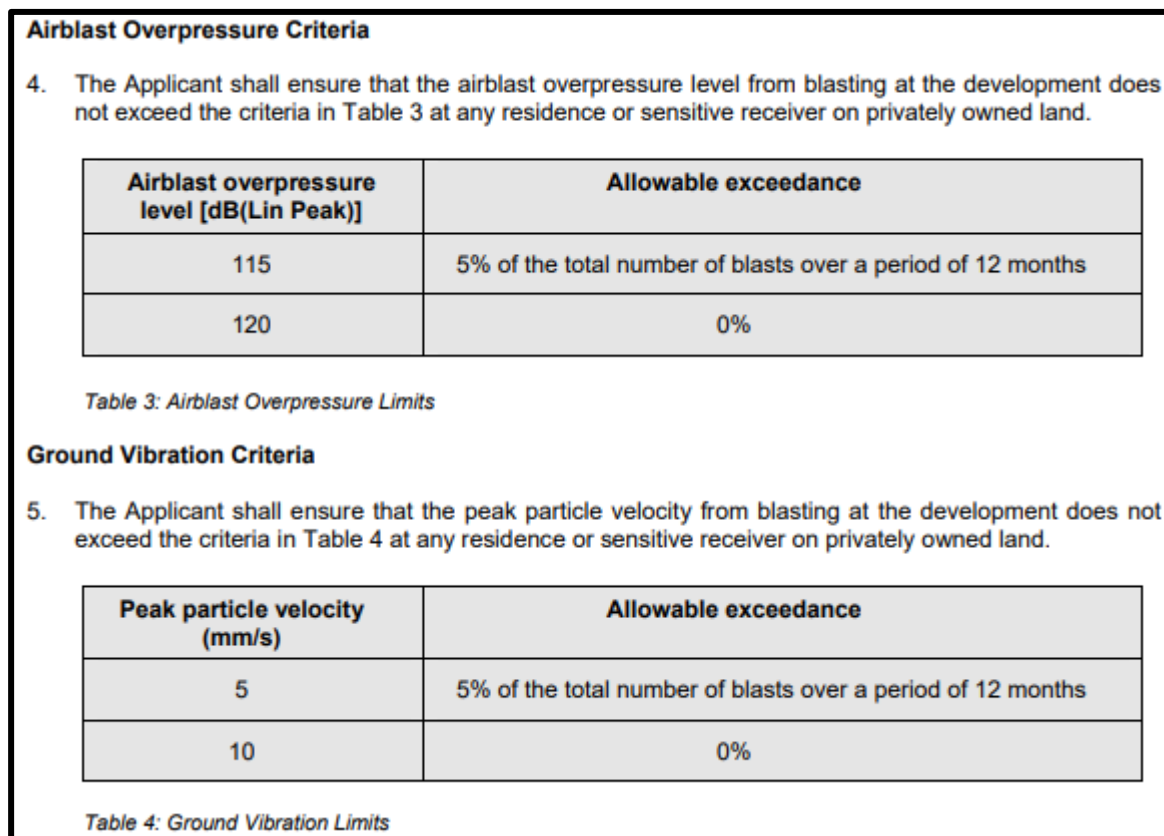 Airblast Overpressure Criteria
4. The Applicant shall ensure that the airblast overpressure level from blasting at the development does
not exceed the criteria in Table 3 at any residence or sensitive receiver on privately owned land.
Airblast overpressure
level [dB(Lin Peak)]
Allowable exceedance
115
5% of the total number of blasts over a period of 12 months
120
0%
Table 3: Airblast Overpressure Limits
Ground Vibration Criteria
5. The Applicant shall ensure that the peak particle velocity from blasting at the development does not
exceed the criteria in Table 4 at any residence or sensitive receiver on privately owned land.
Peak particle velocity
(mm/s)
Allowable exceedance
5
5% of the total number of blasts over a period of 12 months
10
0%
Table 4: Ground Vibration Limits